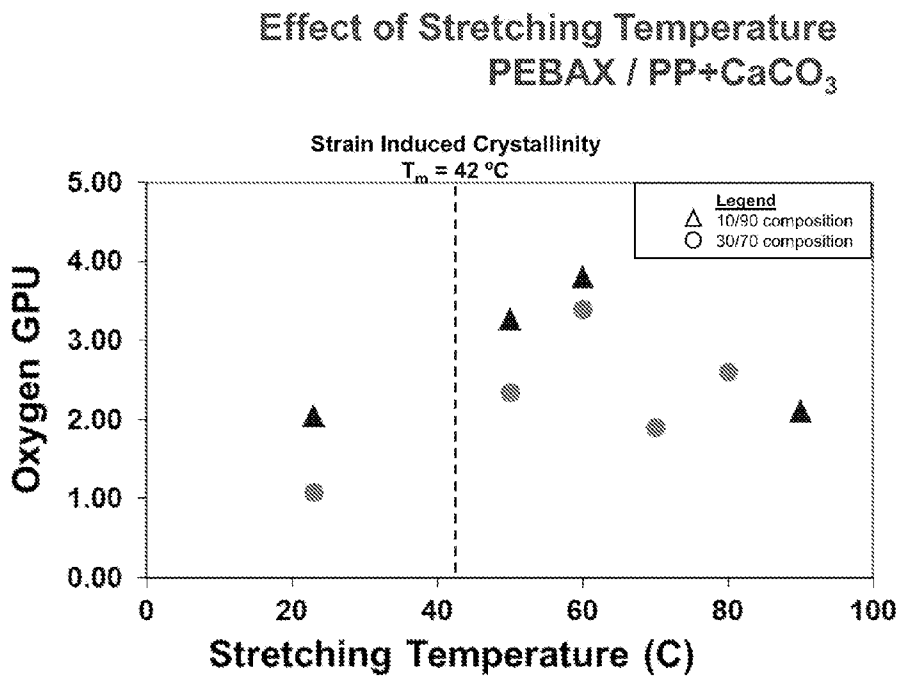 Effect of Stretching Temperature
PEBAX / PP+CaCO₃
Strain Induced Crystallinity
Tₘ = 42 ºC
5.00
4.00
3.00
2.00
1.00
0.00
Oxygen GPU
Legend
10/90 composition
30/70 composition
0 20 40 60 80 100
Stretching Temperature (C)